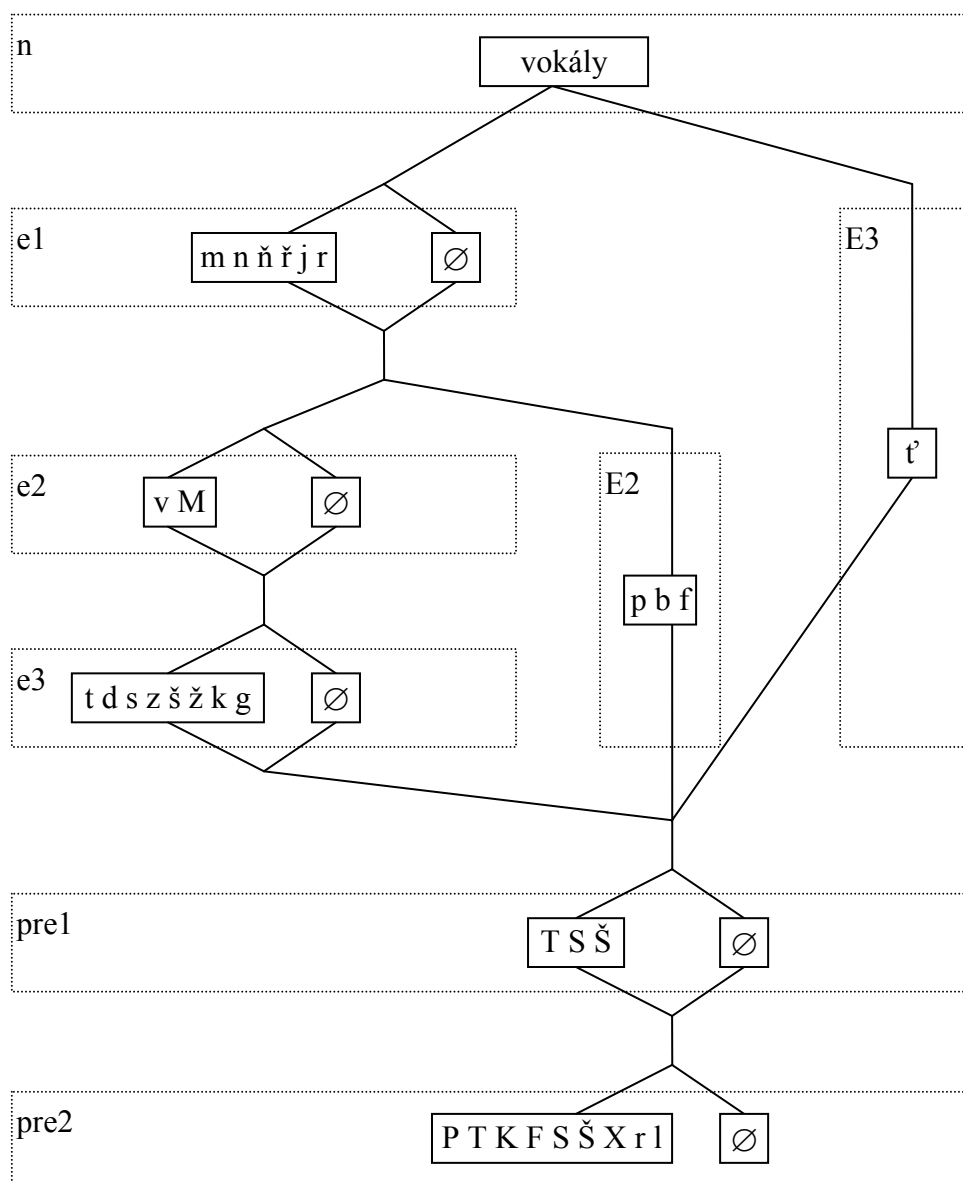 n
vokály
e1
m n ň ř j r
∅
E3
e2
v M
∅
E2
ť
p b f
e3
t d s z š ž k g
∅
pre1
T S Š
∅
pre2
P T K F S Š X r l
∅